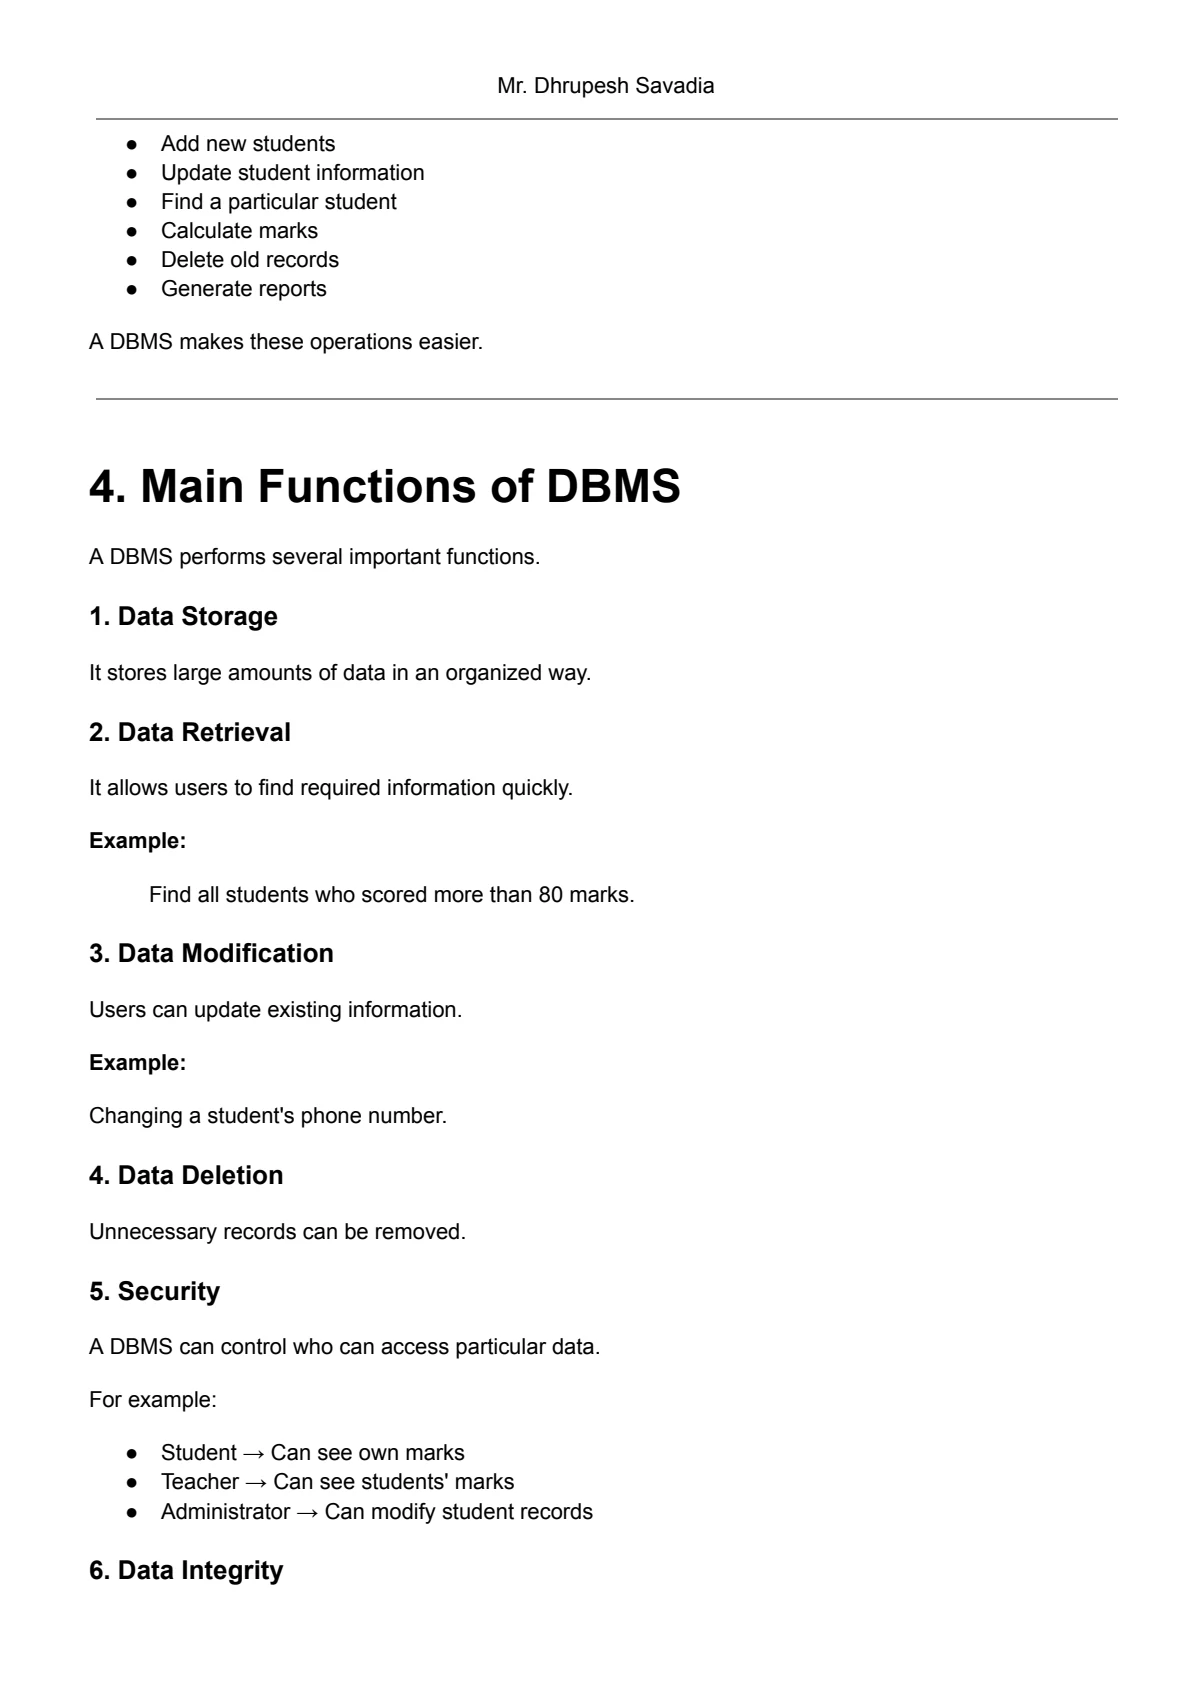 Mr. Dhrupesh Savadia
● Add new students
● Update student information
● Find a particular student
● Calculate marks
● Delete old records
● Generate reports
A DBMS makes these operations easier.
4. Main Functions of DBMS
A DBMS performs several important functions.
1. Data Storage
It stores large amounts of data in an organized way.
2. Data Retrieval
It allows users to find required information quickly.
Example:
Find all students who scored more than 80 marks.
3. Data Modification
Users can update existing information.
Example:
Changing a student's phone number.
4. Data Deletion
Unnecessary records can be removed.
5. Security
A DBMS can control who can access particular data.
For example:
● Student → Can see own marks
● Teacher → Can see students' marks
● Administrator → Can modify student records
6. Data Integrity